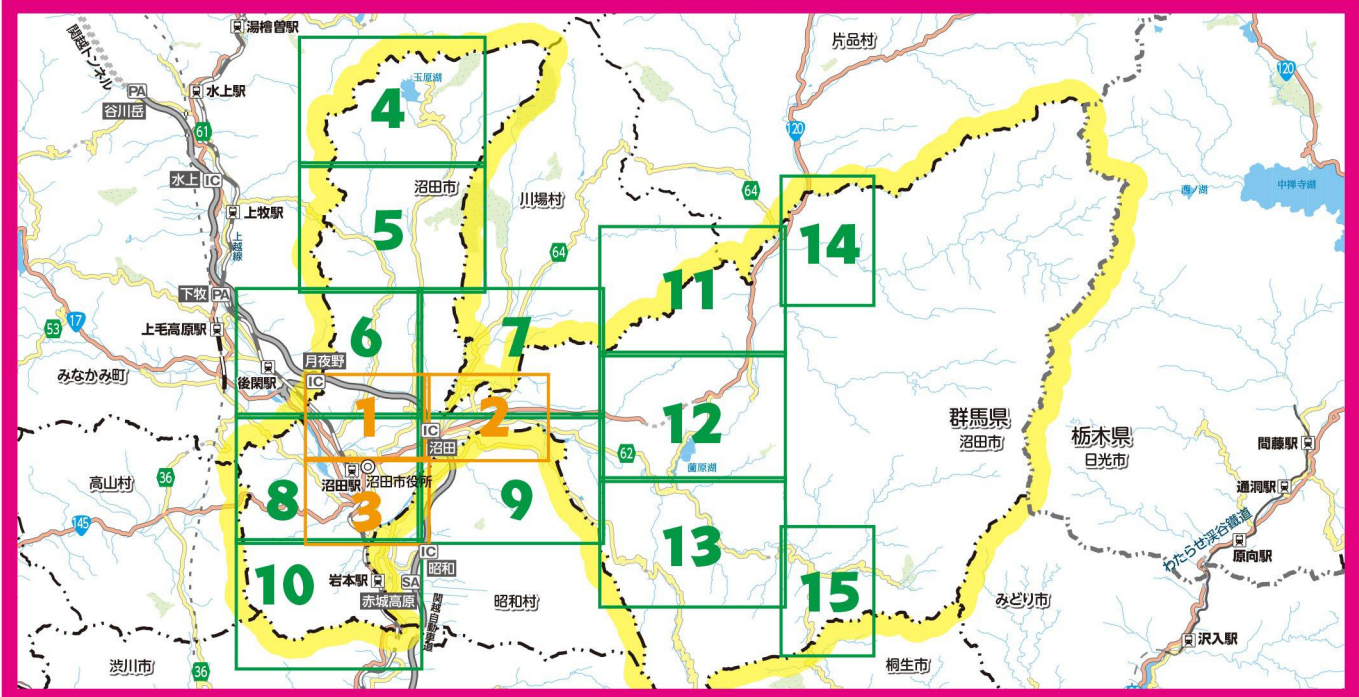 湯檜曽駅
片品村
関越トンネル
玉原湖
120
120
PA
水上駅
谷川岳
4
61
水上 IC
沼田市
川場村
64
西ノ湖
中禅寺湖
上牧駅
上越線
5
14
64
下牧 PA
11
53
17
上毛高原駅
6
7
月夜野
IC
後閑駅
みなかみ町
1
2
12
群馬県
沼田市
栃木県
日光市
間藤駅
IC
沼田
62
薗原湖
高山村
36
沼田駅
沼田市役所
通洞駅
8
3
9
145
13
わたらせ渓谷鐵道
原向駅
IC
昭和
10
岩本駅
SA
赤城高原
関越自動車道
昭和村
15
みどり市
沢入駅
渋川市
36
桐生市